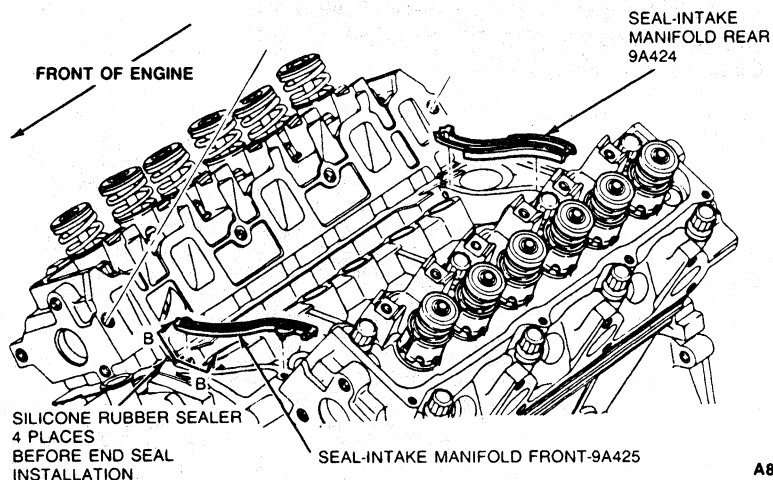 SEAL-INTAKE
MANIFOLD REAR
9A424
FRONT OF ENGINE
B
B
SILICONE RUBBER SEALER
4 PLACES
BEFORE END SEAL
INSTALLATION
SEAL-INTAKE MANIFOLD FRONT-9A425
A8